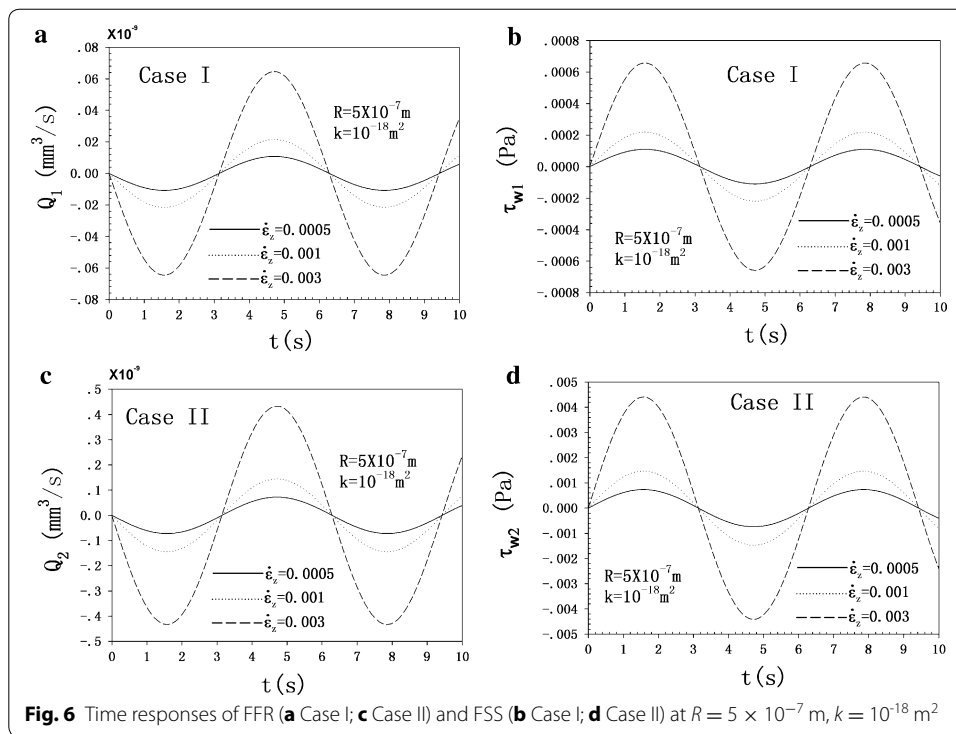 a
X10⁻⁹
Q₁ (mm³/s)
.08
.06
.04
.02
0.00
-.02
-.04
-.06
-.08
Case I
R=5X10⁻⁷m
k=10⁻¹⁸m²
ε̇z=0.0005
ε̇z=0.001
ε̇z=0.003
0 1 2 3 4 5 6 7 8 9 10
t(s)
b
τw1 (Pa)
.0008
.0006
.0004
.0002
0.0000
-.0002
-.0004
-.0006
-.0008
Case I
R=5X10⁻⁷m
k=10⁻¹⁸m²
ε̇z=0.0005
ε̇z=0.001
ε̇z=0.003
0 1 2 3 4 5 6 7 8 9 10
t(s)
c
X10⁻⁹
Q₂ (mm³/s)
.5
.4
.3
.2
.1
0.0
-.1
-.2
-.3
-.4
-.5
Case II
R=5X10⁻⁷m
k=10⁻¹⁸m²
ε̇z=0.0005
ε̇z=0.001
ε̇z=0.003
0 1 2 3 4 5 6 7 8 9 10
t(s)
d
τw2 (Pa)
.005
.004
.003
.002
.001
0.000
-.001
-.002
-.003
-.004
-.005
Case II
R=5X10⁻⁷m
k=10⁻¹⁸m²
ε̇z=0.0005
ε̇z=0.001
ε̇z=0.003
0 1 2 3 4 5 6 7 8 9 10
t(s)
Fig. 6 Time responses of FFR (a Case I; c Case II) and FSS (b Case I; d Case II) at R = 5 × 10⁻⁷ m, k = 10⁻¹⁸ m²